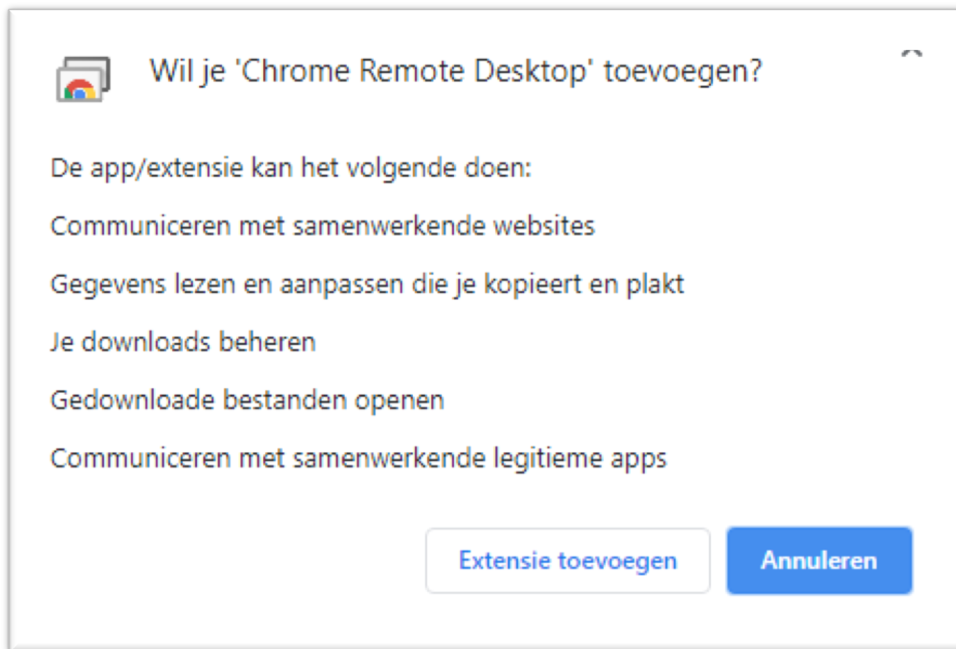 Wil je 'Chrome Remote Desktop' toevoegen?
De app/extensie kan het volgende doen:
Communiceren met samenwerkende websites
Gegevens lezen en aanpassen die je kopieert en plakt
Je downloads beheren
Gedownloade bestanden openen
Communiceren met samenwerkende legitieme apps
Extensie toevoegen
Annuleren